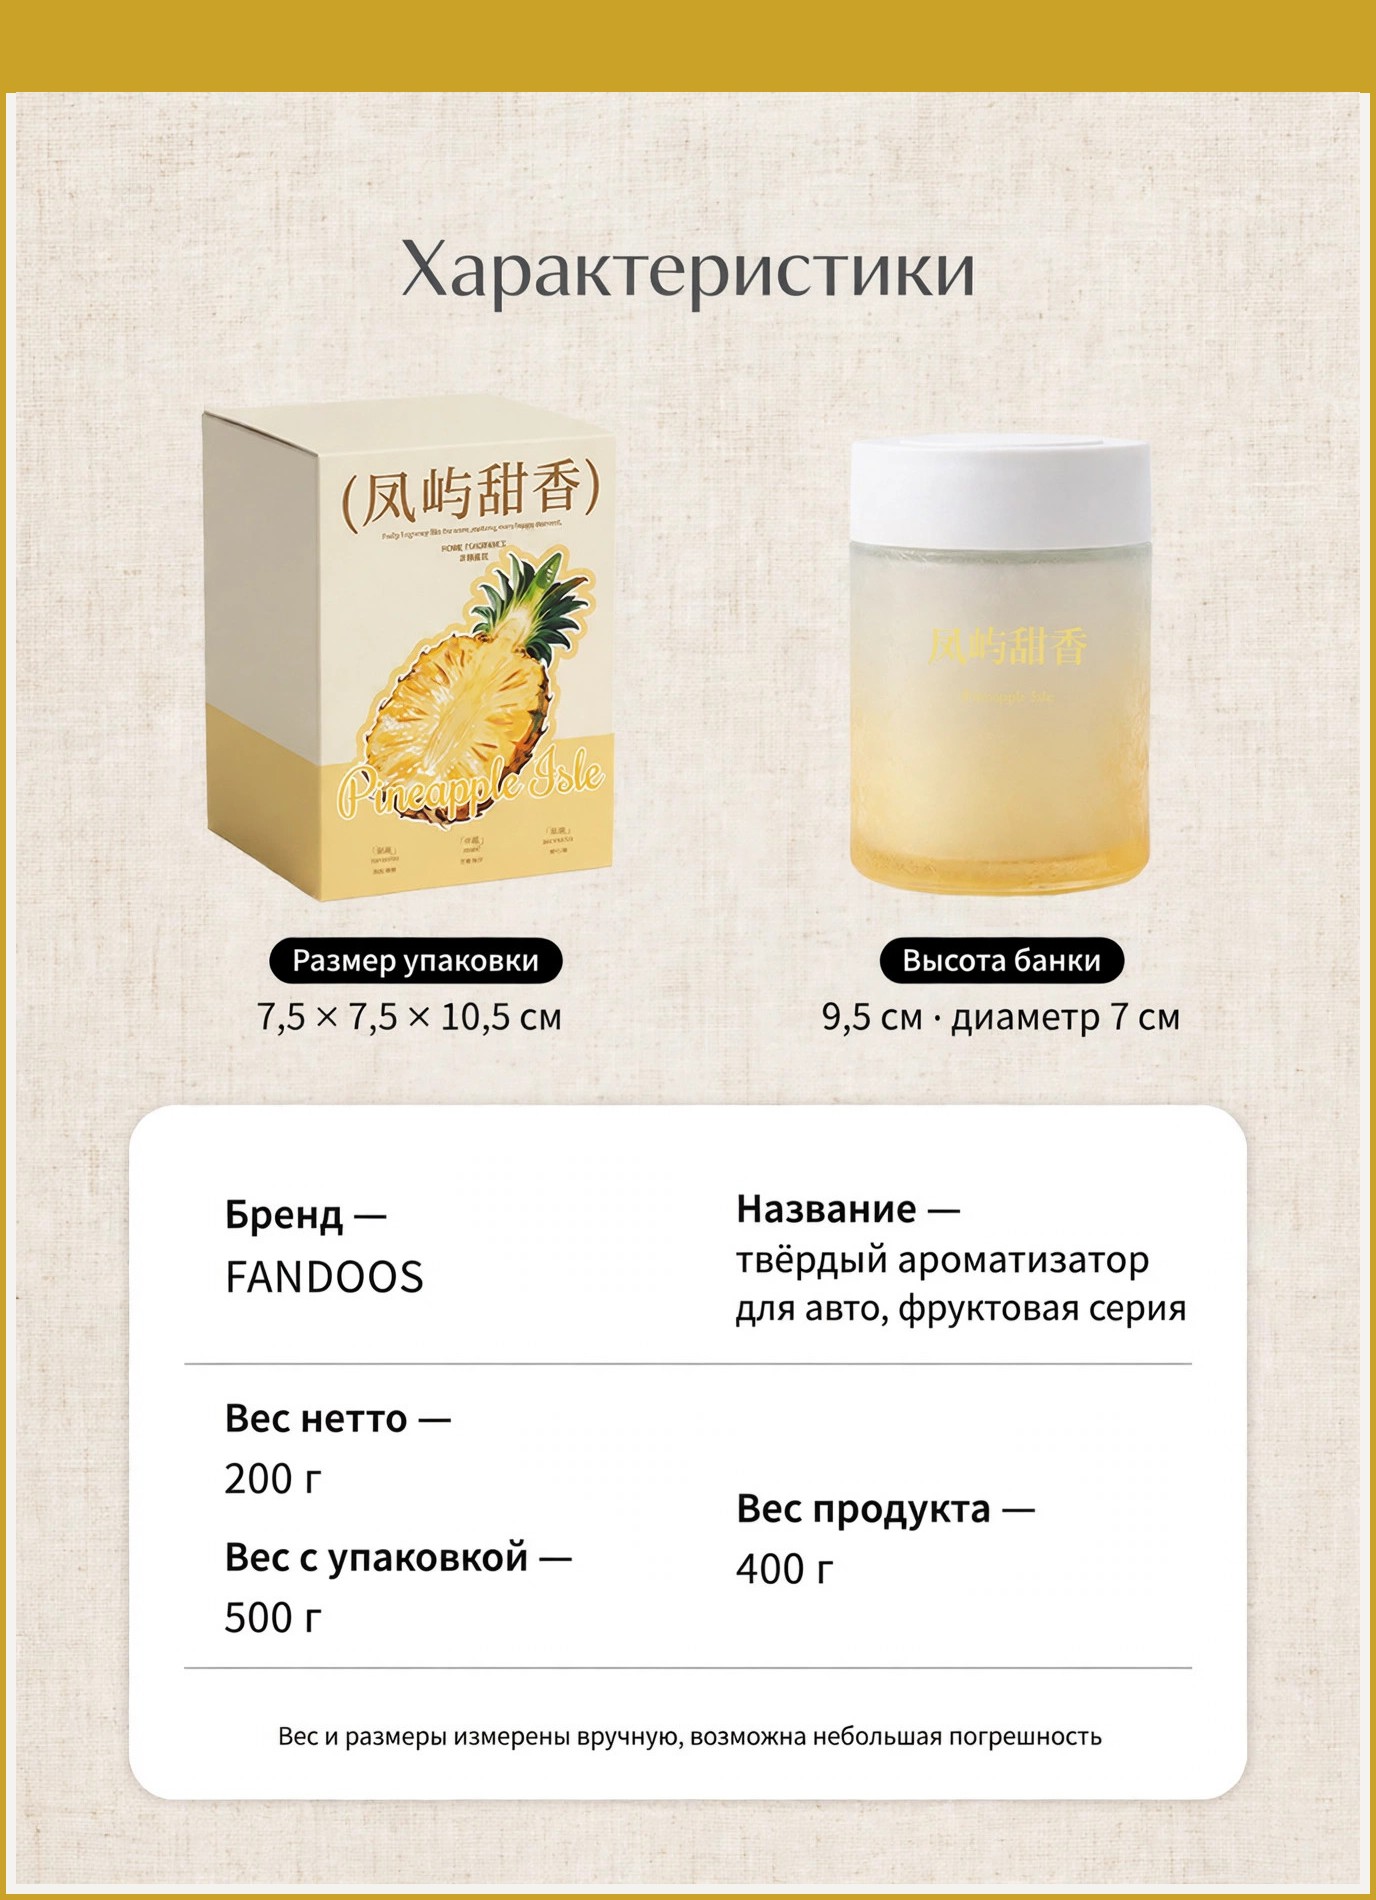 Характеристики
(凤屿甜香)
Pineapple Isle
凤屿甜香
Pineapple Isle
Размер упаковки
7,5 × 7,5 × 10,5 см
Высота банки
9,5 см · диаметр 7 см
Бренд —
FANDOOS
Название —
твёрдый ароматизатор
для авто, фруктовая серия
Вес нетто —
200 г
Вес с упаковкой —
500 г
Вес продукта —
400 г
Вес и размеры измерены вручную, возможна небольшая погрешность